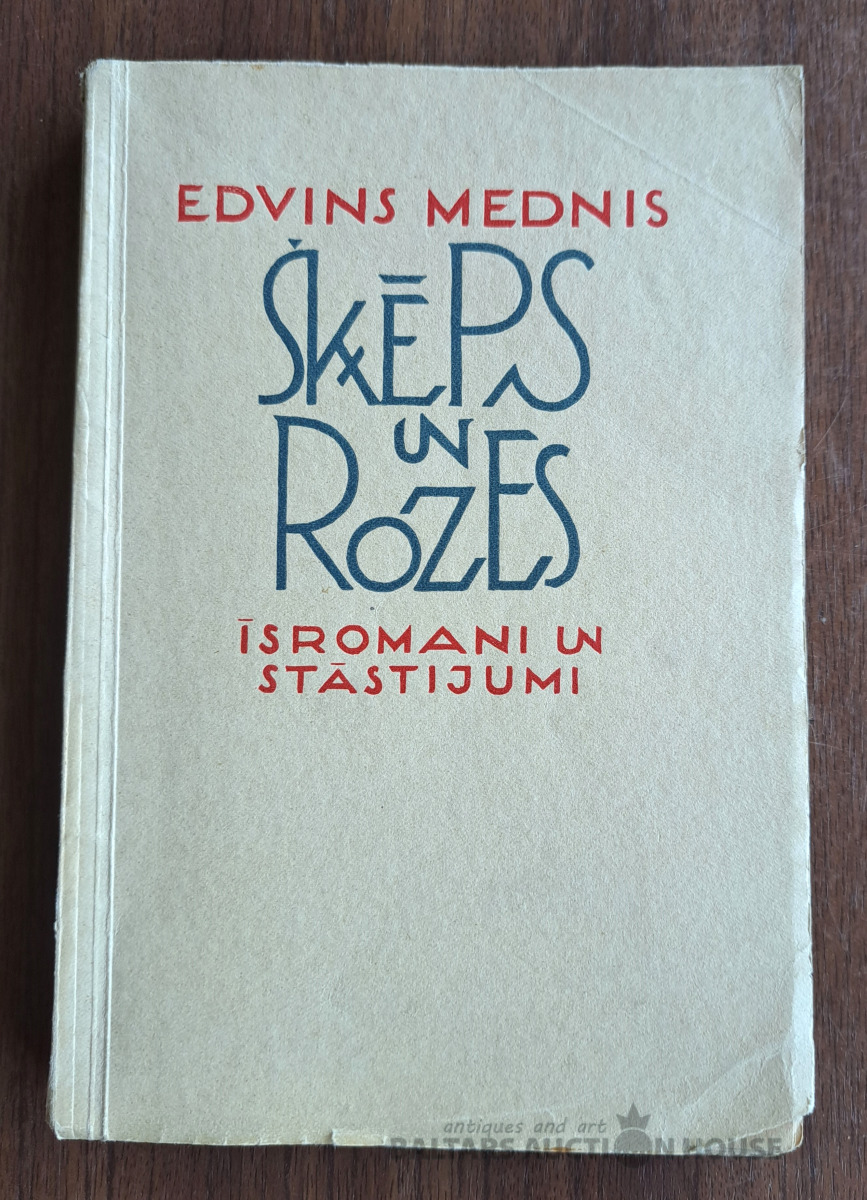 EDVINS MEDNIS
ŠĶĒPS
UN
ROZES
ĪSROMANI UN
STĀSTIJUMI
antiques and art
BALTARS AUCTION HOUSE